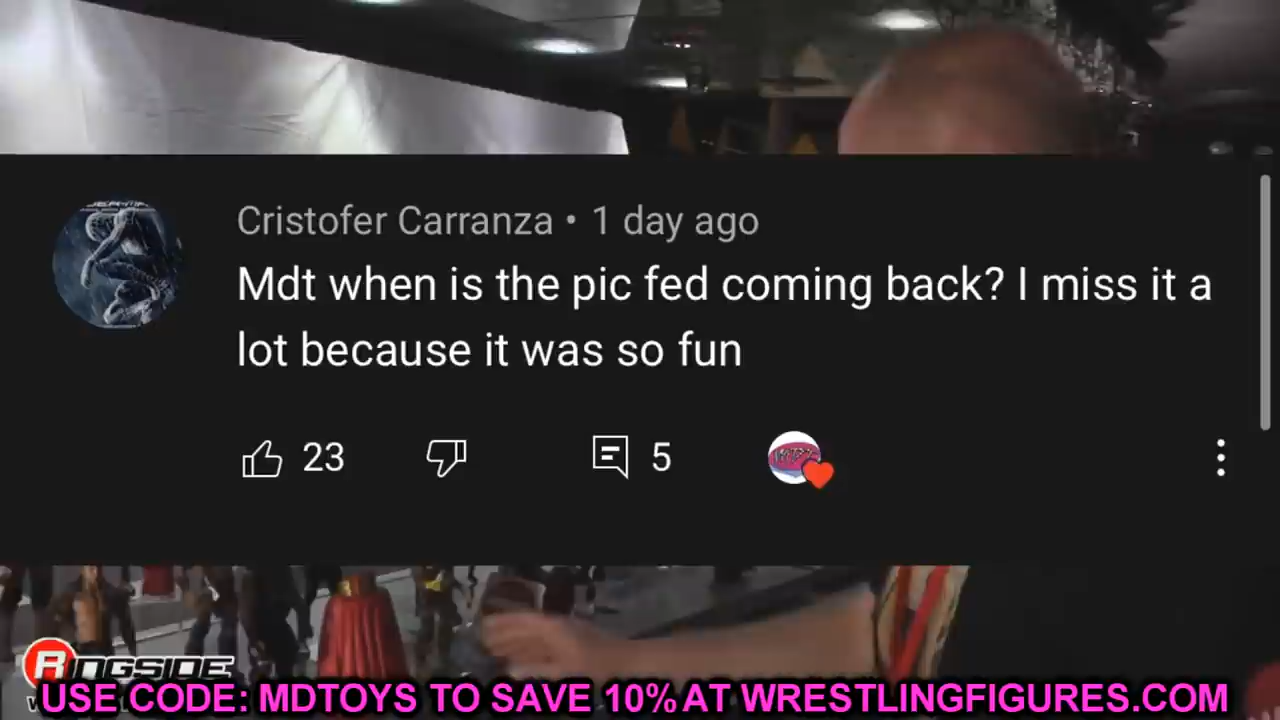 Cristofer Carranza • 1 day ago
Mdt when is the pic fed coming back? I miss it a
lot because it was so fun
23
5
RINGSIDE
USE CODE: MDTOYS TO SAVE 10% AT WRESTLINGFIGURES.COM